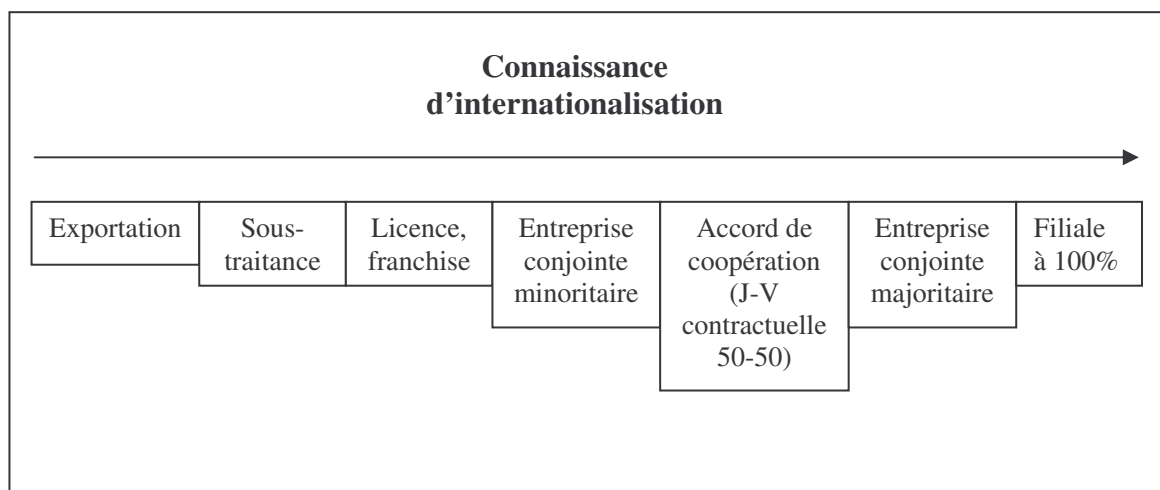 Connaissance
d’internationalisation
Exportation
Sous-
traitance
Licence,
franchise
Entreprise
conjointe
minoritaire
Accord de
coopération
(J-V
contractuelle
50-50)
Entreprise
conjointe
majoritaire
Filiale
à 100%